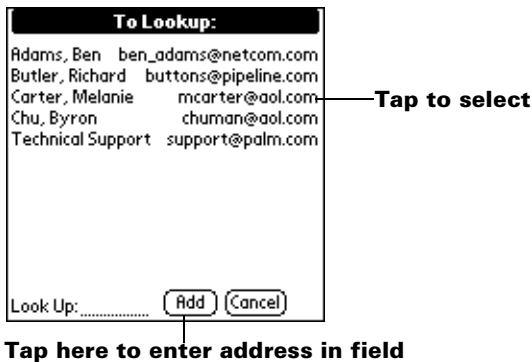 To Lookup:
Adams, Ben ben_adams@netcom.com
Butler, Richard buttons@pipeline.com
Carter, Melanie mcarter@aol.com
Tap to select
Chu, Byron chuman@aol.com
Technical Support support@palm.com
Look Up: Add Cancel
Tap here to enter address in field